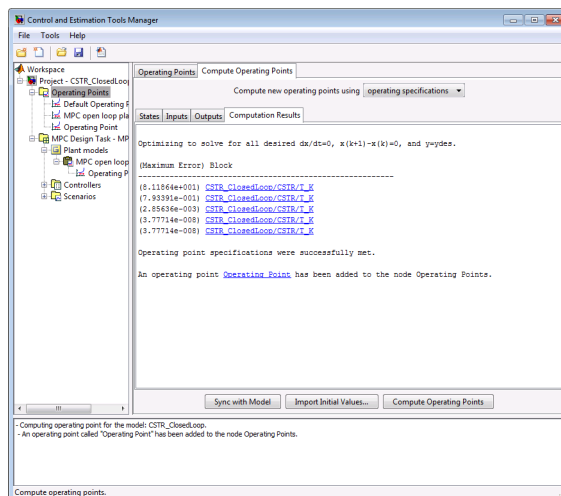 Control and Estimation Tools Manager
File Tools Help
Workspace
Project - CSTR_ClosedLoo
Operating Points
Default Operating P
MPC open loop pla
Operating Point
MPC Design Task - MP
Plant models
MPC open loop
Operating P
Controllers
Scenarios
Operating Points Compute Operating Points
Compute new operating points using operating specifications
States Inputs Outputs Computation Results
Optimizing to solve for all desired dx/dt=0, x(k+1)-x(k)=0, and y=ydes.
(Maximum Error) Block
--------------------------------------------------------
(8.11864e+001) CSTR_ClosedLoop/CSTR/T_K
(7.93391e+001) CSTR_ClosedLoop/CSTR/T_K
(2.85636e-003) CSTR_ClosedLoop/CSTR/T_K
(3.77714e-008) CSTR_ClosedLoop/CSTR/T_K
(3.77714e-008) CSTR_ClosedLoop/CSTR/T_K
Operating point specifications were successfully met.
An operating point Operating Point has been added to the node Operating Points.
Sync with Model Import Initial Values... Compute Operating Points
- Computing operating point for the model: CSTR_ClosedLoop.
- An operating point called "Operating Point" has been added to the node Operating Points.
Compute operating points.